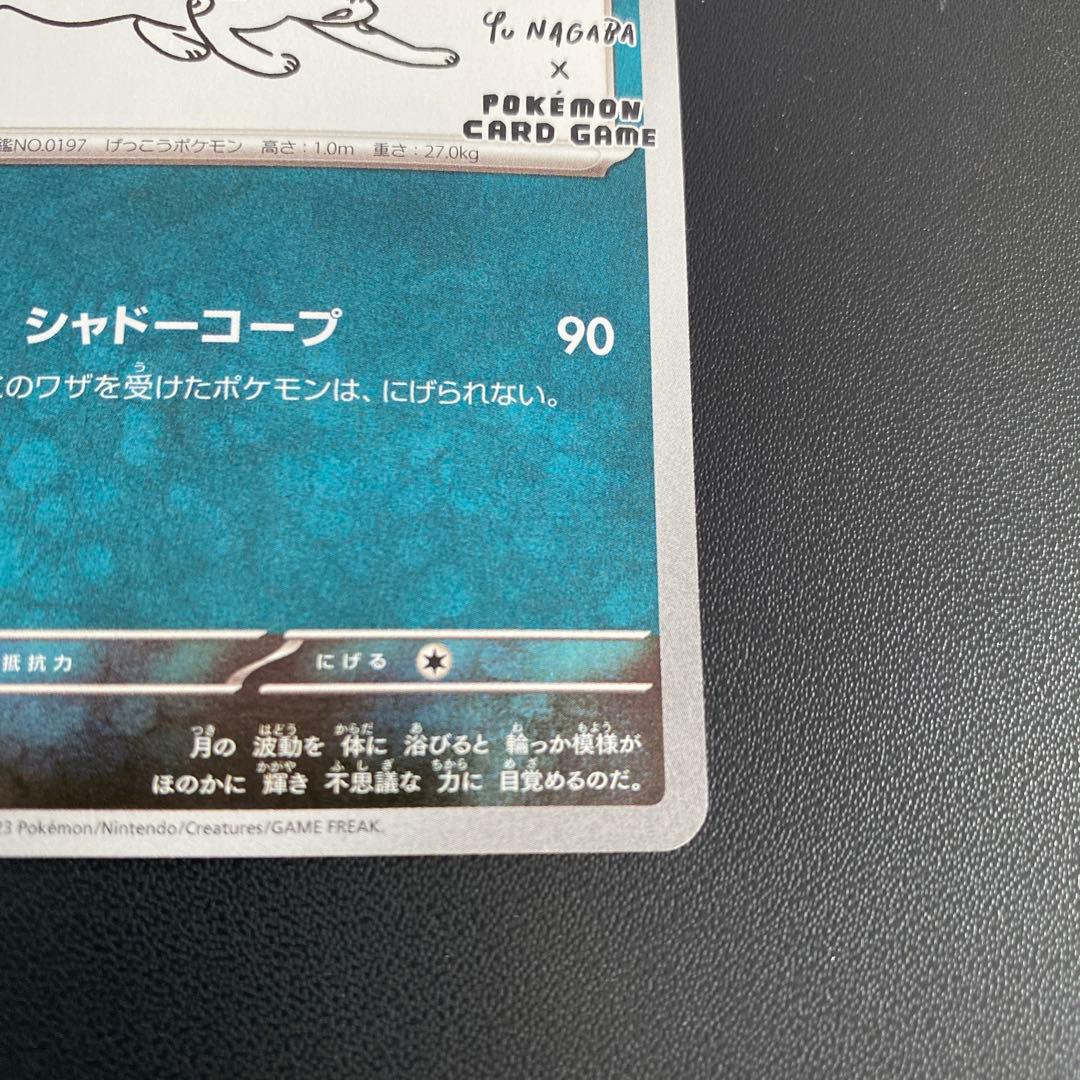 Yu NAGABA
×
POKÉMON
CARD GAME
鑑NO.0197 げっこうポケモン 高さ：1.0m 重さ：27.0kg
シャドーコープ 90
このワザを受けたポケモンは、にげられない。
抵抗力 にげる
月の波動を体に浴びると輪っか模様が
ほのかに輝き不思議な力に目覚めるのだ。
23 Pokémon/Nintendo/Creatures/GAME FREAK.